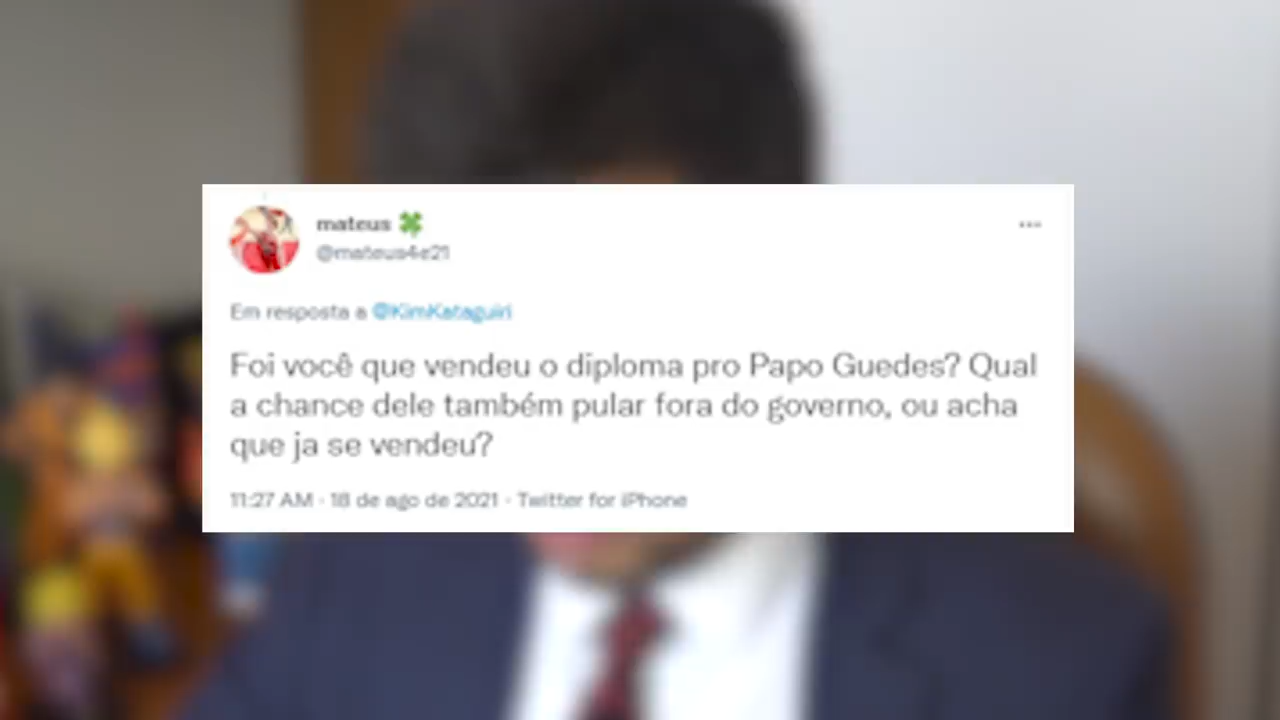 mateus 🍀
@mateus4e21
Em resposta a @KimKataguiri
Foi você que vendeu o diploma pro Papo Guedes? Qual
a chance dele também pular fora do governo, ou acha
que ja se vendeu?
11:27 AM · 18 de ago de 2021 · Twitter for iPhone